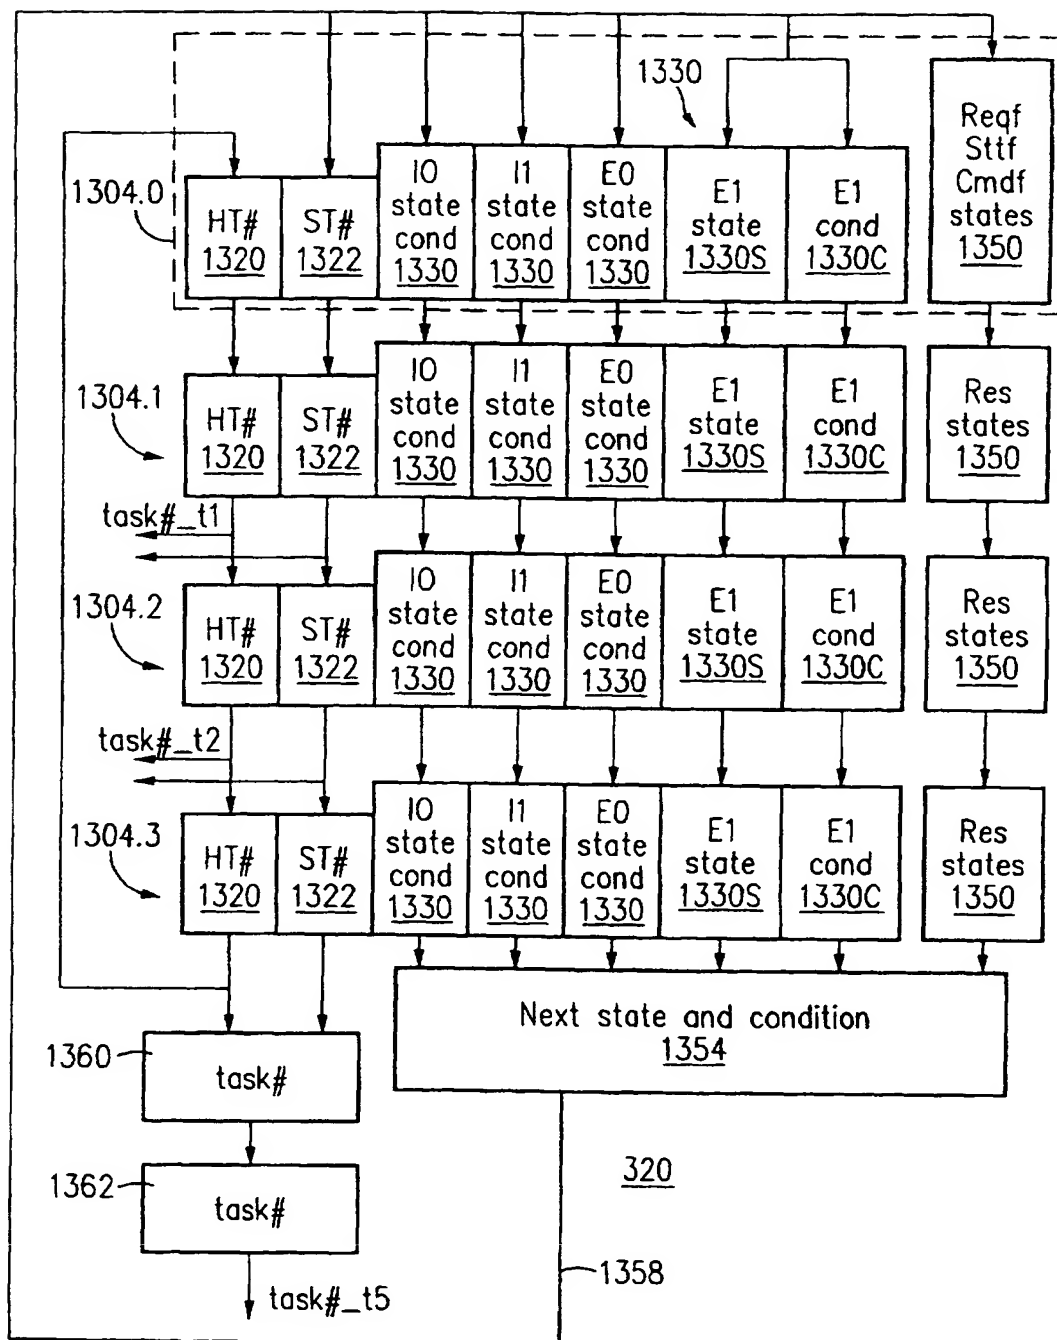 1330
1304.0
HT#
1320
ST#
1322
I0
state
cond
1330
I1
state
cond
1330
E0
state
cond
1330
E1
state
1330S
E1
cond
1330C
Reqf
Sttf
Cmdf
states
1350
1304.1
HT#
1320
ST#
1322
I0
state
cond
1330
I1
state
cond
1330
E0
state
cond
1330
E1
state
1330S
E1
cond
1330C
Res
states
1350
task#_t1
1304.2
HT#
1320
ST#
1322
I0
state
cond
1330
I1
state
cond
1330
E0
state
cond
1330
E1
state
1330S
E1
cond
1330C
Res
states
1350
task#_t2
1304.3
HT#
1320
ST#
1322
I0
state
cond
1330
I1
state
cond
1330
E0
state
cond
1330
E1
state
1330S
E1
cond
1330C
Res
states
1350
Next state and condition
1354
1360
task#
1362
task#
320
1358
task#_t5